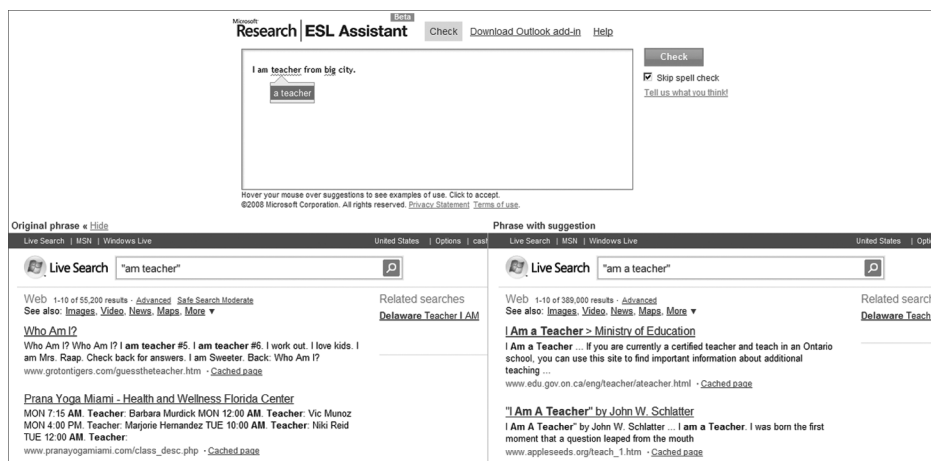 Microsoft
Research | ESL Assistant Beta Check Download Outlook add-in Help
I am teacher from big city.
a teacher
Check
Skip spell check
Tell us what you think!
Hover your mouse over suggestions to see examples of use. Click to accept.
©2008 Microsoft Corporation. All rights reserved. Privacy Statement Terms of use.
Original phrase « Hide
Live Search | MSN | Windows Live United States | Options | cash
Live Search "am teacher"
Web 1-10 of 55,200 results · Advanced Safe Search Moderate
See also: Images, Video, News, Maps, More ▼
Related searches
Delaware Teacher I AM
Who Am I?
Who Am I? Who Am I? I am teacher #5. I am teacher #6. I work out. I love kids. I
am Mrs. Raap. Check back for answers. I am Sweeter. Back: Who Am I?
www.grotontigers.com/guesstheteacher.htm · Cached page
Prana Yoga Miami - Health and Wellness Florida Center
MON 7:15 AM. Teacher: Barbara Murdick MON 12:00 AM. Teacher: Vic Munoz
MON 4:00 PM. Teacher: Marjorie Hernandez TUE 10:00 AM. Teacher: Niki Reid
TUE 12:00 AM. Teacher:
www.pranayogamiami.com/class_desc.php · Cached page
Phrase with suggestion
Live Search | MSN | Windows Live United States | Opti
Live Search "am a teacher"
Web 1-10 of 389,000 results · Advanced
See also: Images, Video, News, Maps, More ▼
Related search
Delaware Teach
I Am a Teacher > Ministry of Education
I Am a Teacher ... If you are currently a certified teacher and teach in an Ontario
school, you can use this site to find important information about additional
teaching ...
www.edu.gov.on.ca/eng/teacher/ateacher.html · Cached page
"I Am A Teacher" by John W. Schlatter
I Am A Teacher" by John W. Schlatter ... I am a Teacher. I was born the first
moment that a question leaped from the mouth
www.appleseeds.org/teach_1.htm · Cached page